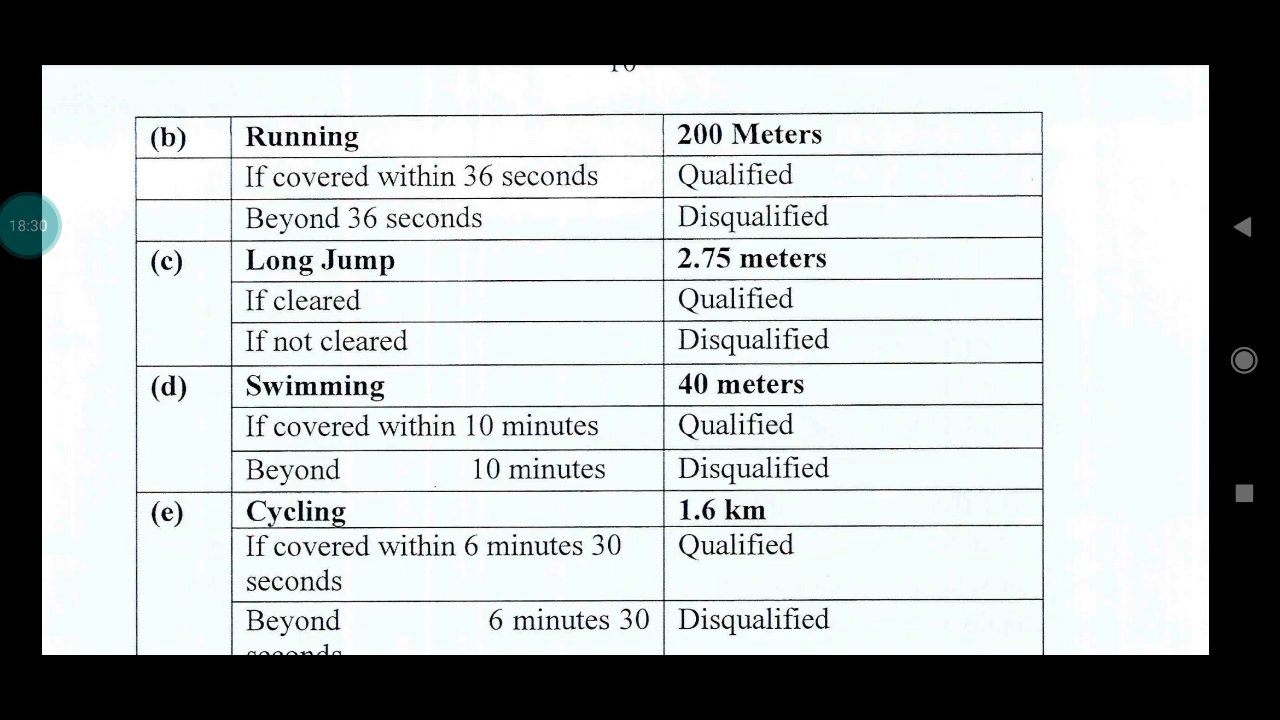 18:30
(b) Running 200 Meters
If covered within 36 seconds Qualified
Beyond 36 seconds Disqualified
(c) Long Jump 2.75 meters
If cleared Qualified
If not cleared Disqualified
(d) Swimming 40 meters
If covered within 10 minutes Qualified
Beyond 10 minutes Disqualified
(e) Cycling 1.6 km
If covered within 6 minutes 30 Qualified
seconds
Beyond 6 minutes 30 Disqualified
seconds